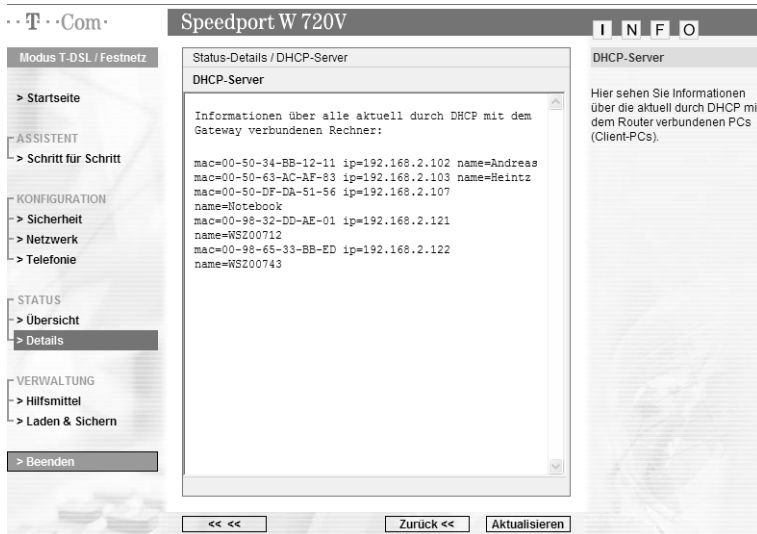 ··T··Com·
Speedport W 720V
INFO
Modus T-DSL / Festnetz
> Startseite
ASSISTENT
> Schritt für Schritt
KONFIGURATION
> Sicherheit
> Netzwerk
> Telefonie
STATUS
> Übersicht
> Details
VERWALTUNG
> Hilfsmittel
> Laden & Sichern
> Beenden
Status-Details / DHCP-Server
DHCP-Server
Informationen über alle aktuell durch DHCP mit dem
Gateway verbundenen Rechner:
mac=00-50-34-BB-12-11 ip=192.168.2.102 name=Andreas
mac=00-50-63-AC-AF-83 ip=192.168.2.103 name=Heintz
mac=00-50-DF-DA-51-56 ip=192.168.2.107
name=Notebook
mac=00-98-32-DD-AE-01 ip=192.168.2.121
name=WSZ00712
mac=00-98-65-33-BB-ED ip=192.168.2.122
name=WSZ00743
<< <<
Zurück <<
Aktualisieren
DHCP-Server
Hier sehen Sie Informationen
über die aktuell durch DHCP mi
dem Router verbundenen PCs
(Client-PCs).